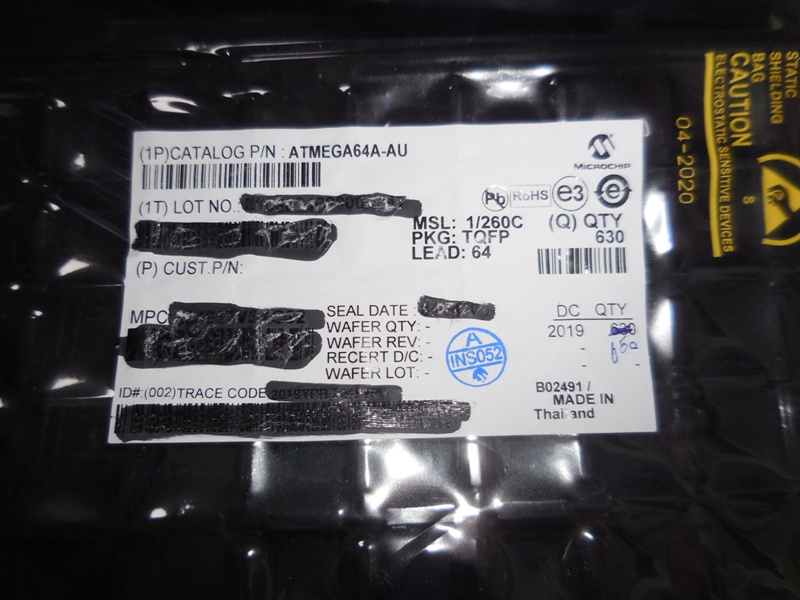 (1P)CATALOG P/N : ATMEGA64A-AU
MICROCHIP
(1T) LOT NO.:
Pb RoHS e3 e
MSL: 1/260C
PKG: TQFP
LEAD: 64
(Q) QTY
630
(P) CUST.P/N:
MPC
SEAL DATE :
WAFER QTY: -
WAFER REV: -
RECERT D/C: -
WAFER LOT: -
A
INS052
DC QTY
2019 630
- -
- -
ID#:(002)TRACE CODE
B02491 /
MADE IN
Thailand
04-2020
STATIC
SHIELDING
BAG
CAUTION
ELECTROSTATIC SENSITIVE DEVICES
S